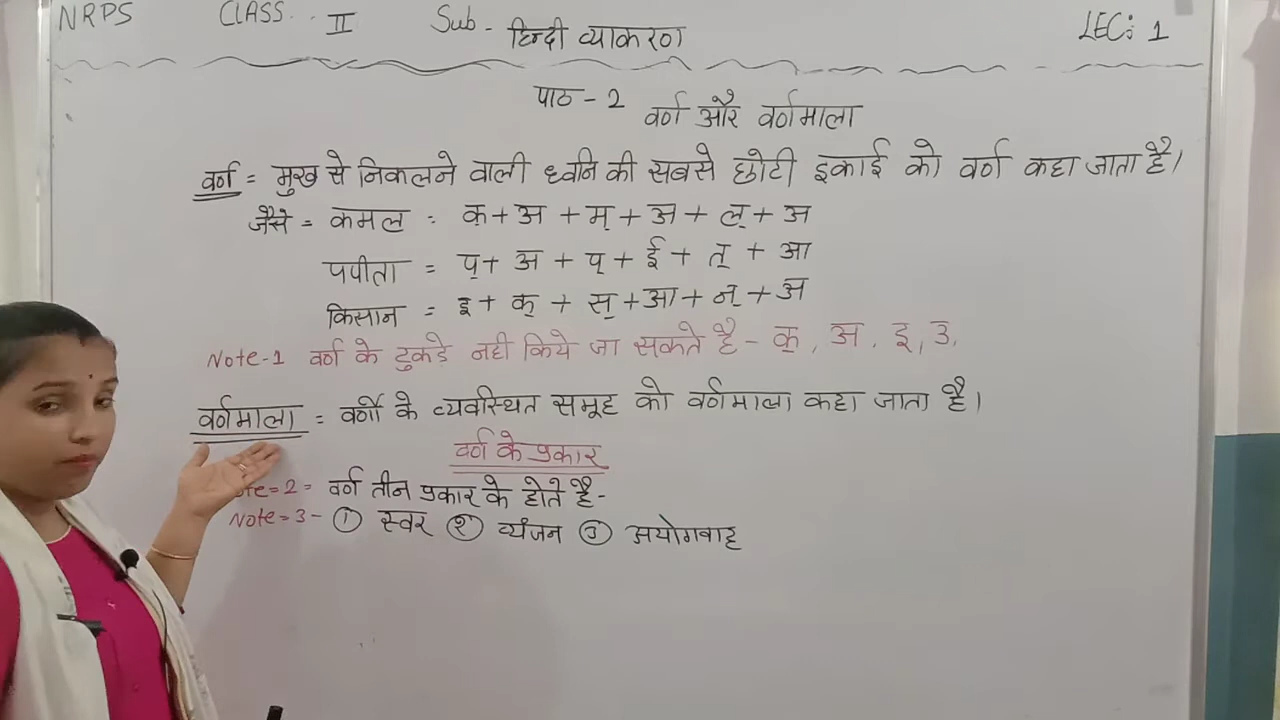 NRPS CLASS II Sub- हिन्दी व्याकरण LEC: 1
पाठ - 2 वर्ण और वर्णमाला
वर्ण = मुख से निकलने वाली ध्वनि की सबसे छोटी इकाई को वर्ण कहा जाता है।
जैसे = कमल = क् + अ + म् + अ + ल् + अ
पपीता = प् + अ + प् + ई + त् + आ
किसान = इ + क् + स् + आ + न् + अ
Note-1 वर्ण के टुकड़े नही किये जा सकते है - क्, अ, इ, उ,
वर्णमाला = वर्णों के व्यवस्थित समूह को वर्णमाला कहा जाता है।
वर्ण के प्रकार
ote=2= वर्ण तीन प्रकार के होते है-
Note=3- ① स्वर ② व्यंजन ③ अयोगवाह